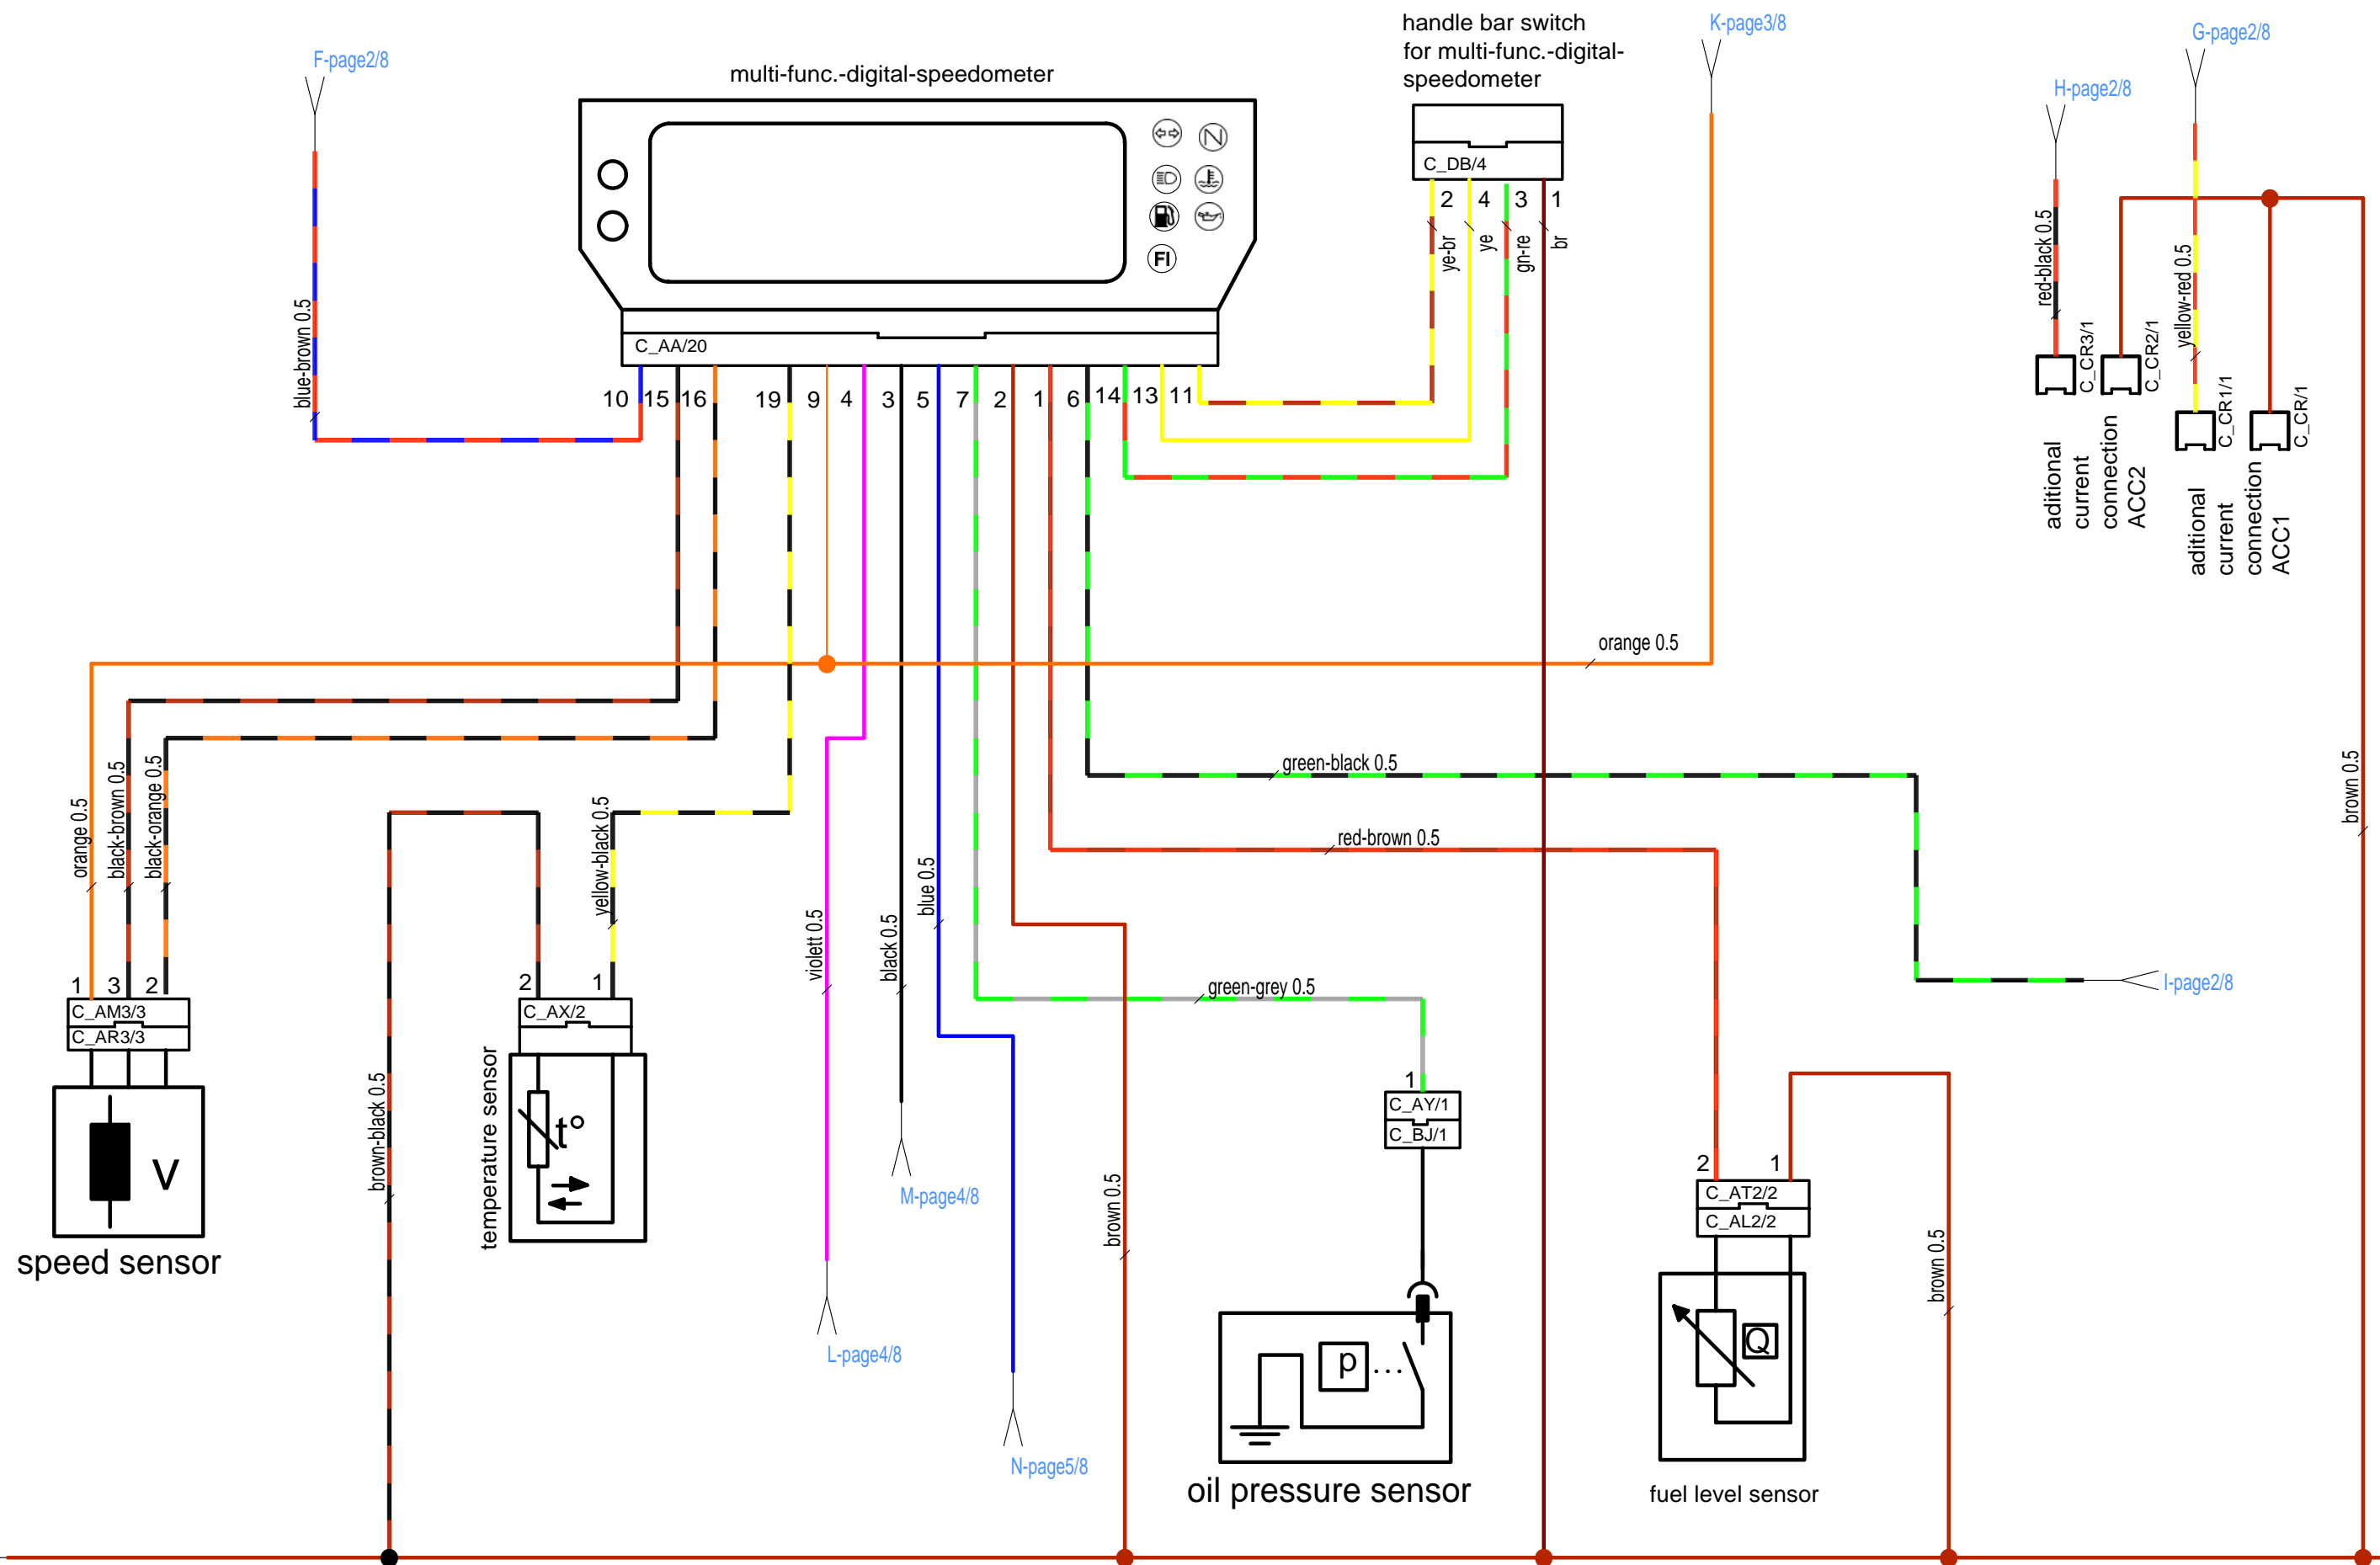 handle bar switch
for multi-func.-digital-
speedometer
K-page3/8
G-page2/8
F-page2/8
multi-func.-digital-speedometer
H-page2/8
C_DB/4
2 4 3 1
ye-br
ye
gn-re
br
FI
C_AA/20
10 15 16 19 9 4 3 5 7 2 1 6 14 13 11
blue-brown 0.5
red-black 0.5
yellow-red 0.5
C_CR3/1
C_CR2/1
C_CR1/1
C_CR/1
aditional
current
connection
ACC2
aditional
current
connection
ACC1
orange 0.5
green-black 0.5
red-brown 0.5
brown 0.5
orange 0.5
black-brown 0.5
black-orange 0.5
yellow-black 0.5
blue 0.5
violett 0.5
black 0.5
green-grey 0.5
I-page2/8
1 3 2
C_AM3/3
C_AR3/3
V
speed sensor
brown-black 0.5
2 1
C_AX/2
t°
temperature sensor
M-page4/8
L-page4/8
N-page5/8
brown 0.5
1
C_AY/1
C_BJ/1
p
oil pressure sensor
2 1
C_AT2/2
C_AL2/2
Q
fuel level sensor
brown 0.5